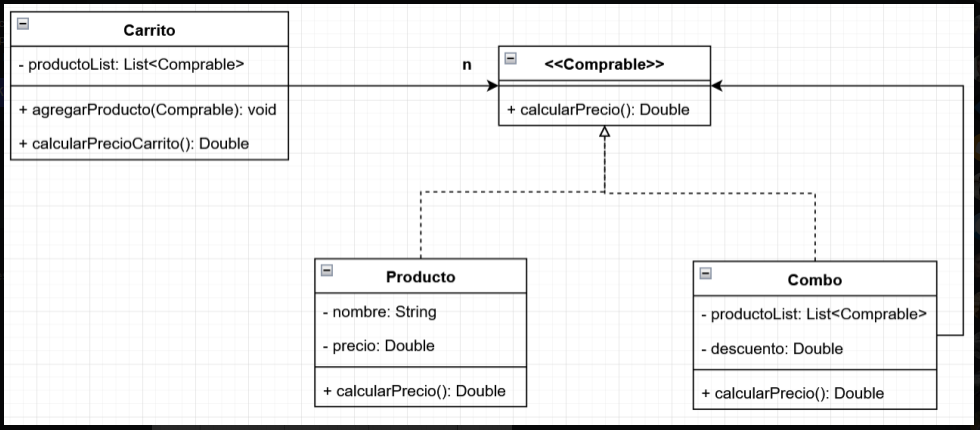 Carrito
- productoList: List<Comprable>
+ agregarProducto(Comprable): void
+ calcularPrecioCarrito(): Double
n
<<Comprable>>
+ calcularPrecio(): Double
Producto
- nombre: String
- precio: Double
+ calcularPrecio(): Double
Combo
- productoList: List<Comprable>
- descuento: Double
+ calcularPrecio(): Double